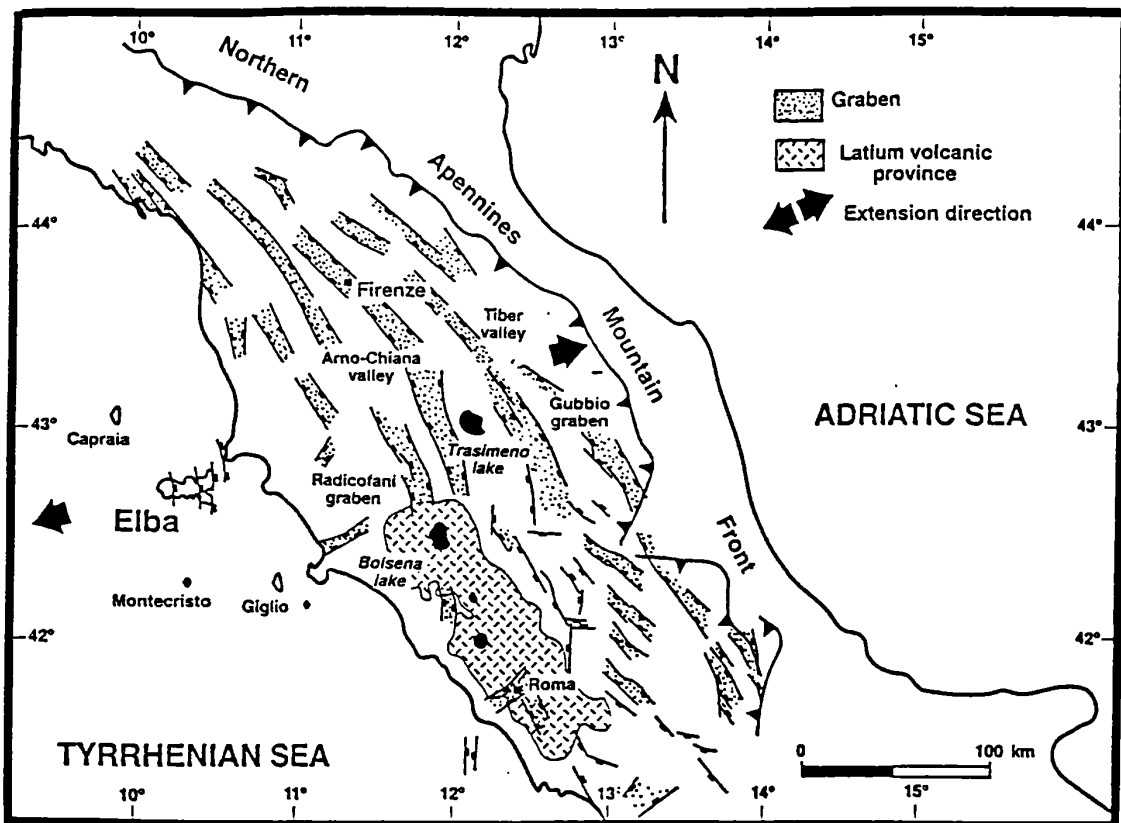 10° 11° 12° 13° 14° 15°
Northern
N
Graben
Latium volcanic
province
Extension direction
Apennines
44° 44°
Firenze
Tiber
valley
Mountain
Arno-Chiana
valley
Gubbio
graben
ADRIATIC SEA
43° 43°
Capraia
Trasimeno
lake
Radicofani
graben
Elba
Front
Bolsena
lake
Montecristo
Giglio
42° 42°
Roma
TYRRHENIAN SEA
0 100 km
10° 11° 12° 13° 14° 15°